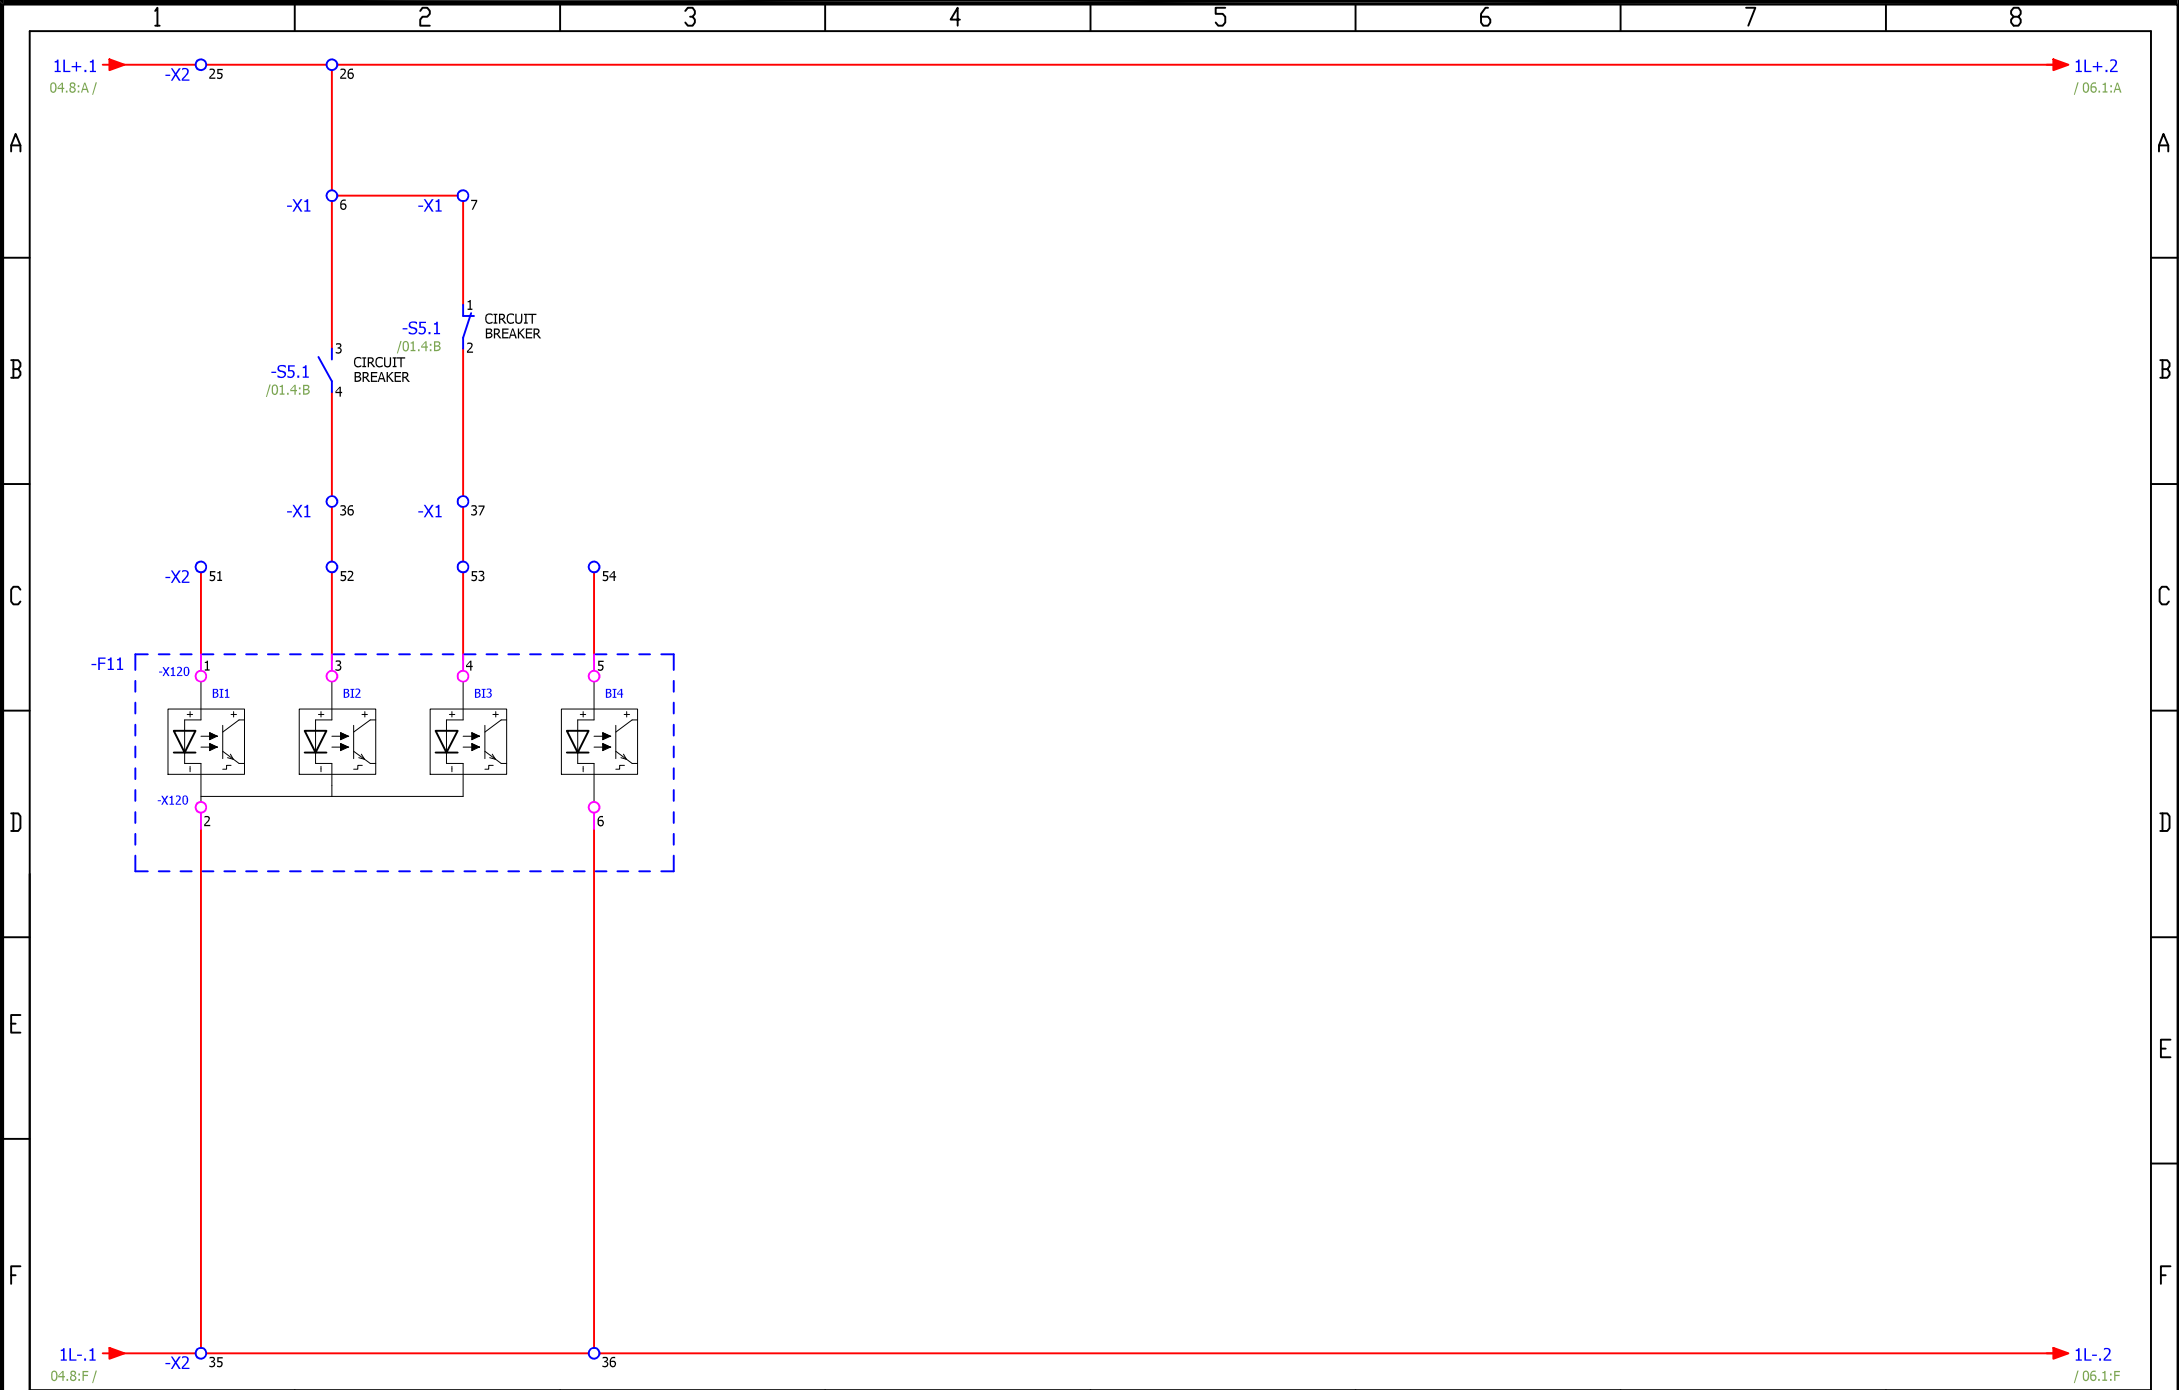 1 2 3 4 5 6 7 8
1L+.1 -X2 25 26 1L+.2
04.8:A / / 06.1:A
A A
-X1 6 -X1 7
1
CIRCUIT
-S5.1 BREAKER
/01.4:B 2
3
CIRCUIT
B -S5.1 BREAKER B
/01.4:B 4
-X1 36 -X1 37
-X2 51 52 53 54
C C
-F11 -X120 1 3 4 5
BI1 BI2 BI3 BI4
+ + + + + + + +
- - - -
-X120
2 6
D D
E E
F F
1L-.1 -X2 35 36 1L-.2
04.8:F / / 06.1:F